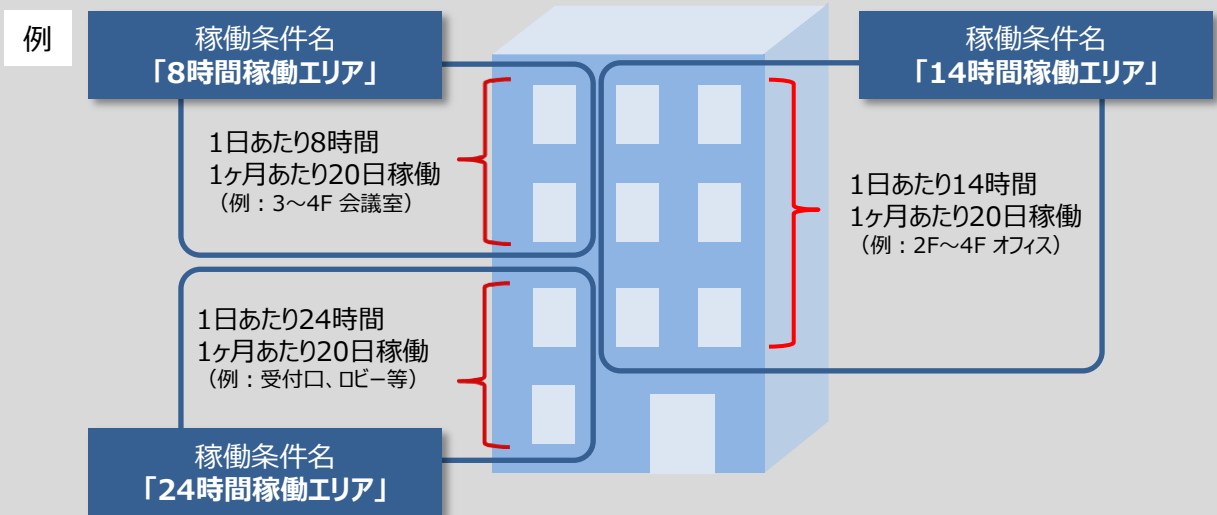 例
稼働条件名
「8時間稼働エリア」
1日あたり8時間
1ヶ月あたり20日稼働
（例：3～4F 会議室）
稼働条件名
「14時間稼働エリア」
1日あたり14時間
1ヶ月あたり20日稼働
（例：2F～4F オフィス）
1日あたり24時間
1ヶ月あたり20日稼働
（例：受付口、ロビー等）
稼働条件名
「24時間稼働エリア」